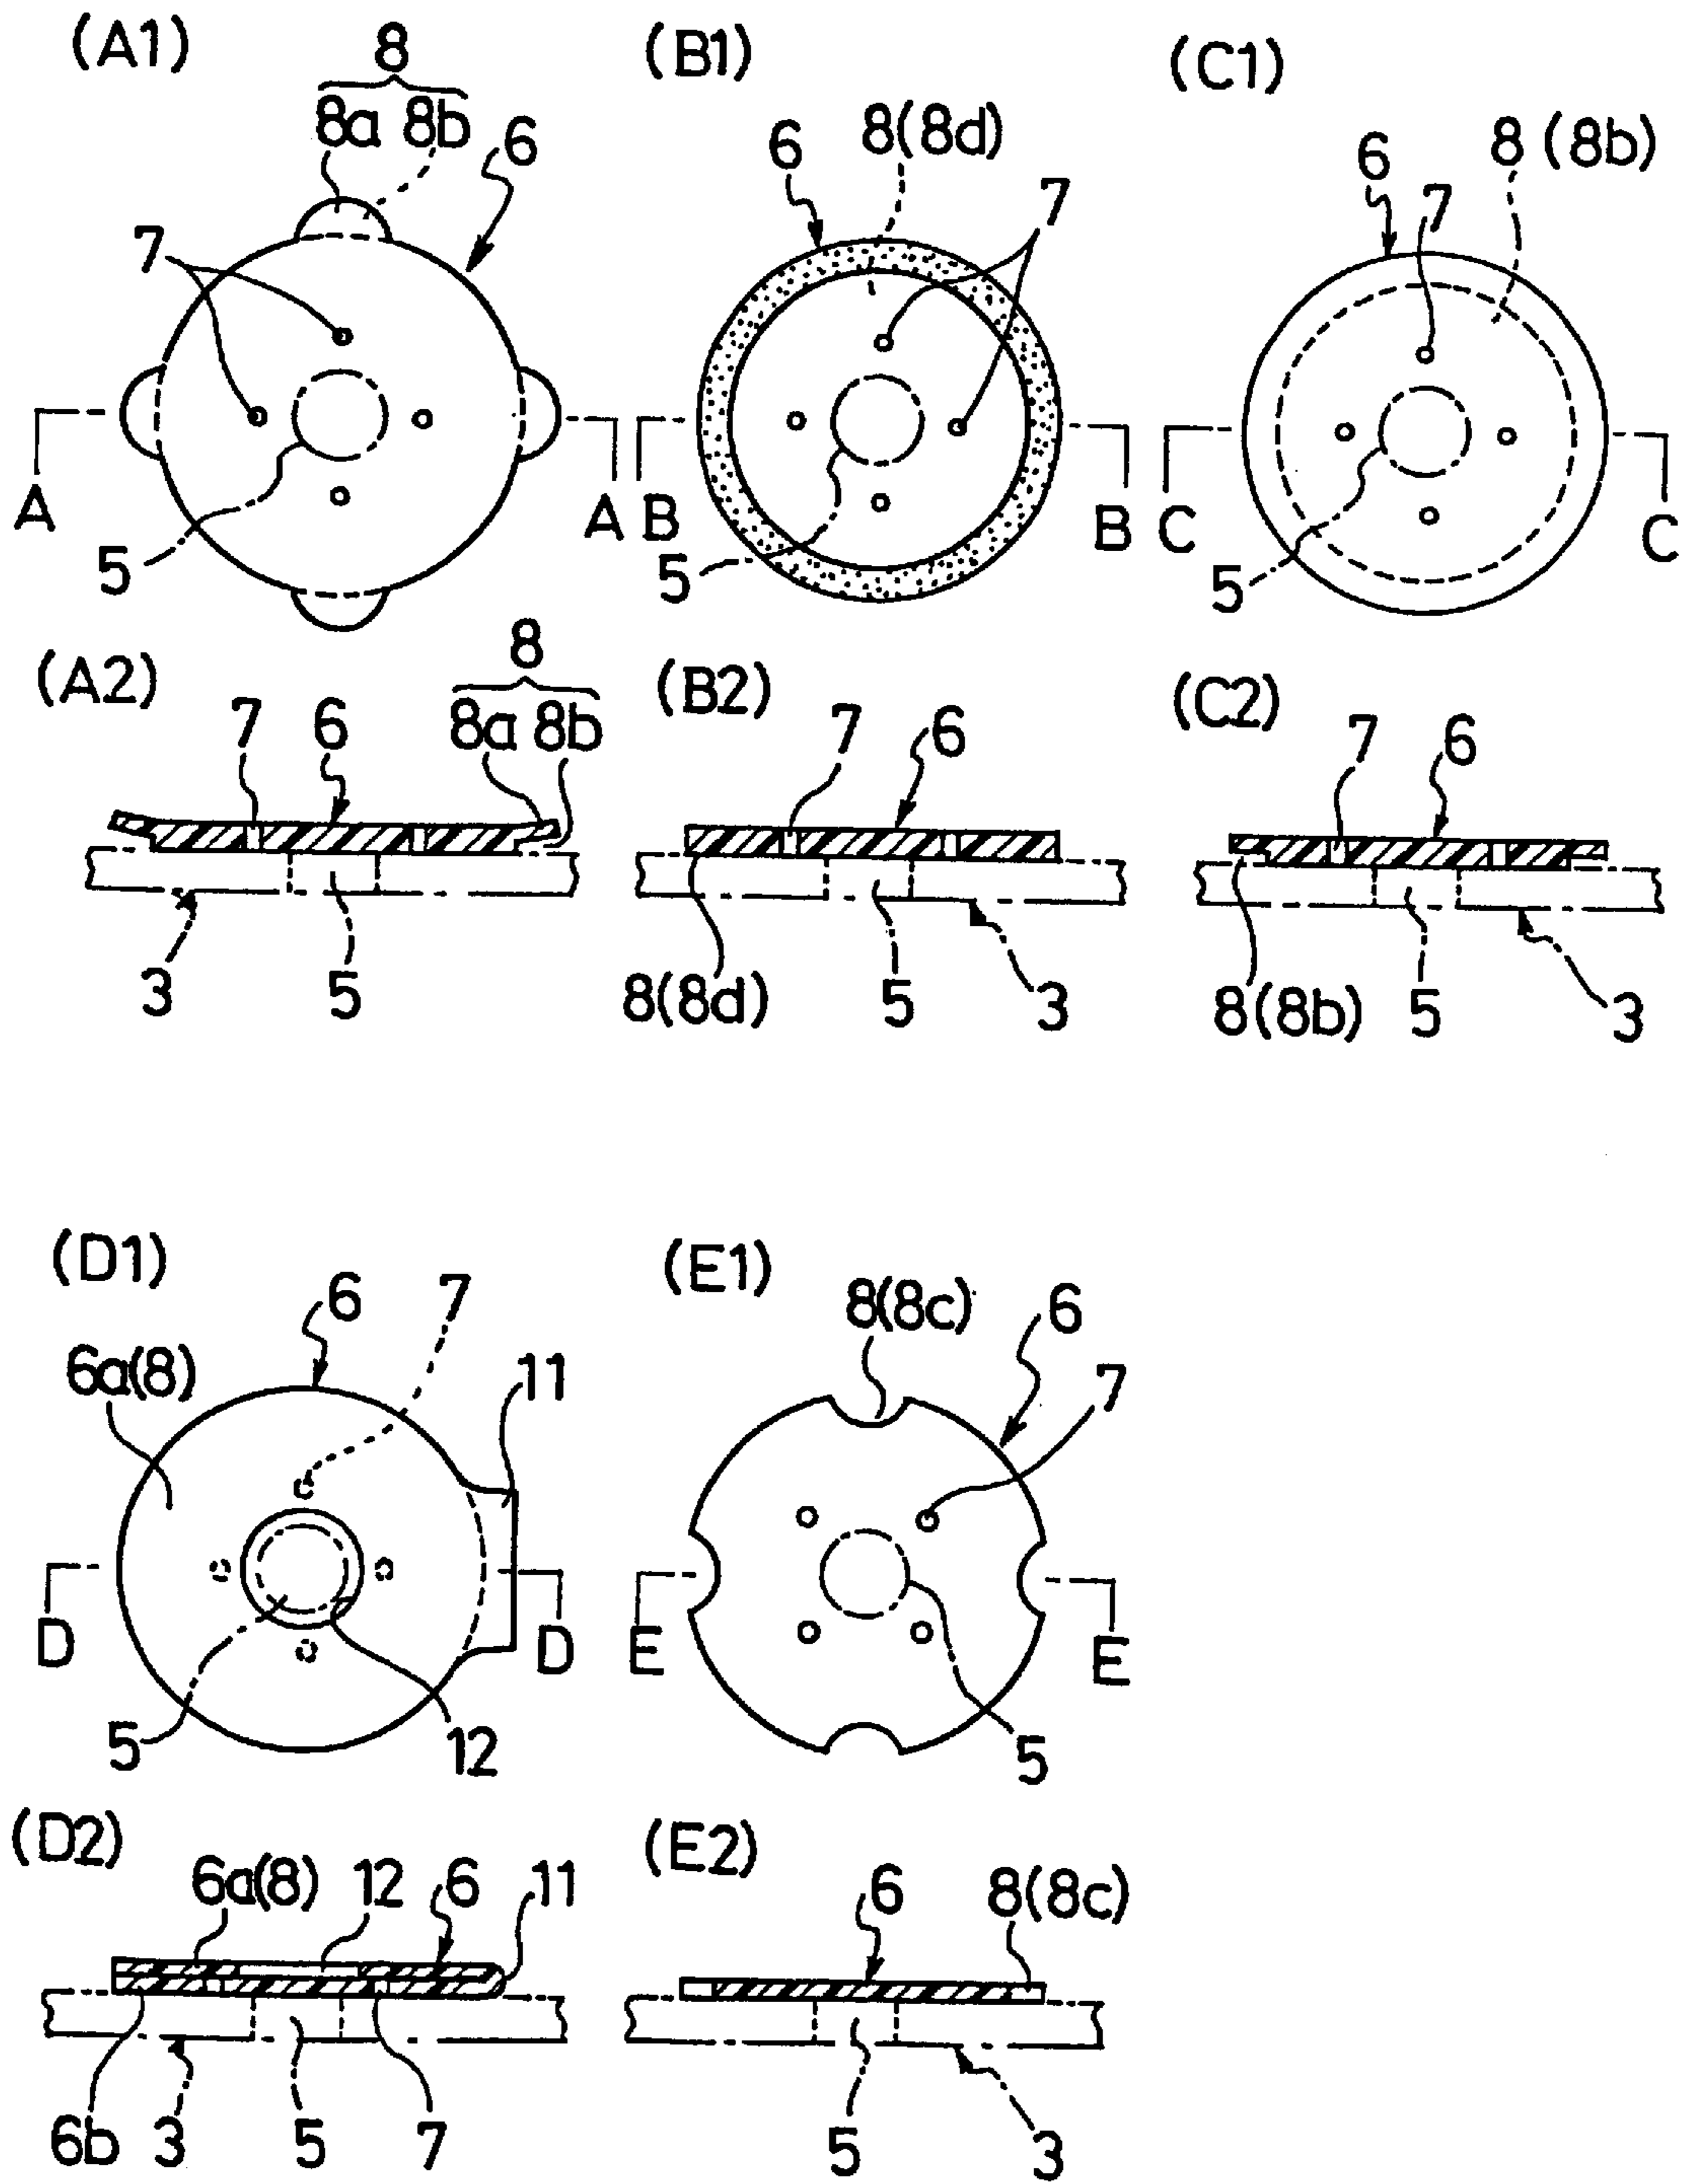 (A1) (B1) (C1)
8
8a 8b 6
6 8(8d) 7
6 8 (8b)
7
7
A A B B C C
5 5 5
(A2) (B2) (C2)
8
7 6 8a 8b
7 6
7 6
3 5
8(8d) 5 3
8(8b) 5 3
(D1) (E1)
6 7
8(8c) 6
6a(8) 11
7
D D E E
5 12 5
(D2) (E2)
6a(8) 12 6 11
6 8(8c)
6b 3 5 7
5 3